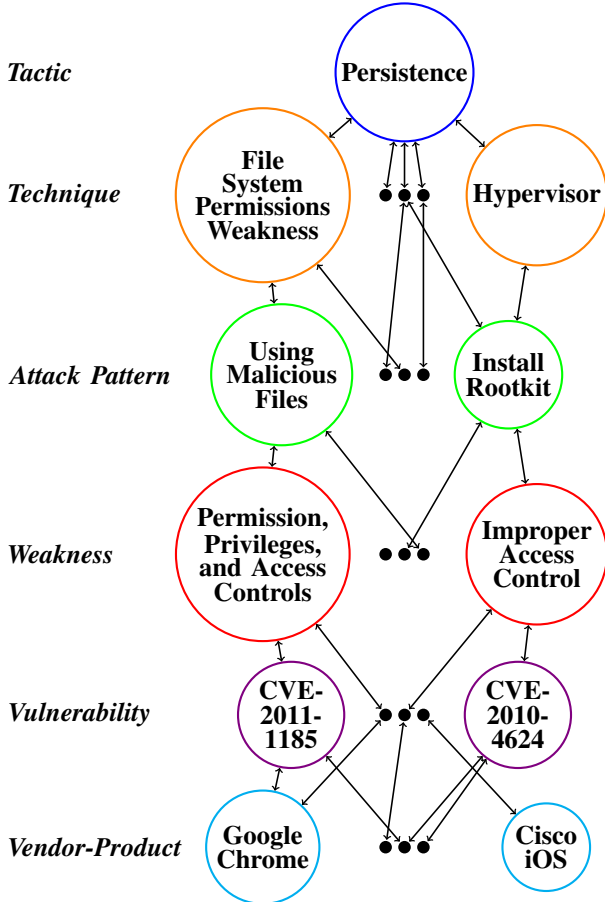 Tactic
Persistence
Technique
File
System
Permissions
Weakness
Hypervisor
Attack Pattern
Using
Malicious
Files
Install
Rootkit
Weakness
Permission,
Privileges,
and Access
Controls
Improper
Access
Control
Vulnerability
CVE-
2011-
1185
CVE-
2010-
4624
Vendor-Product
Google
Chrome
Cisco
iOS